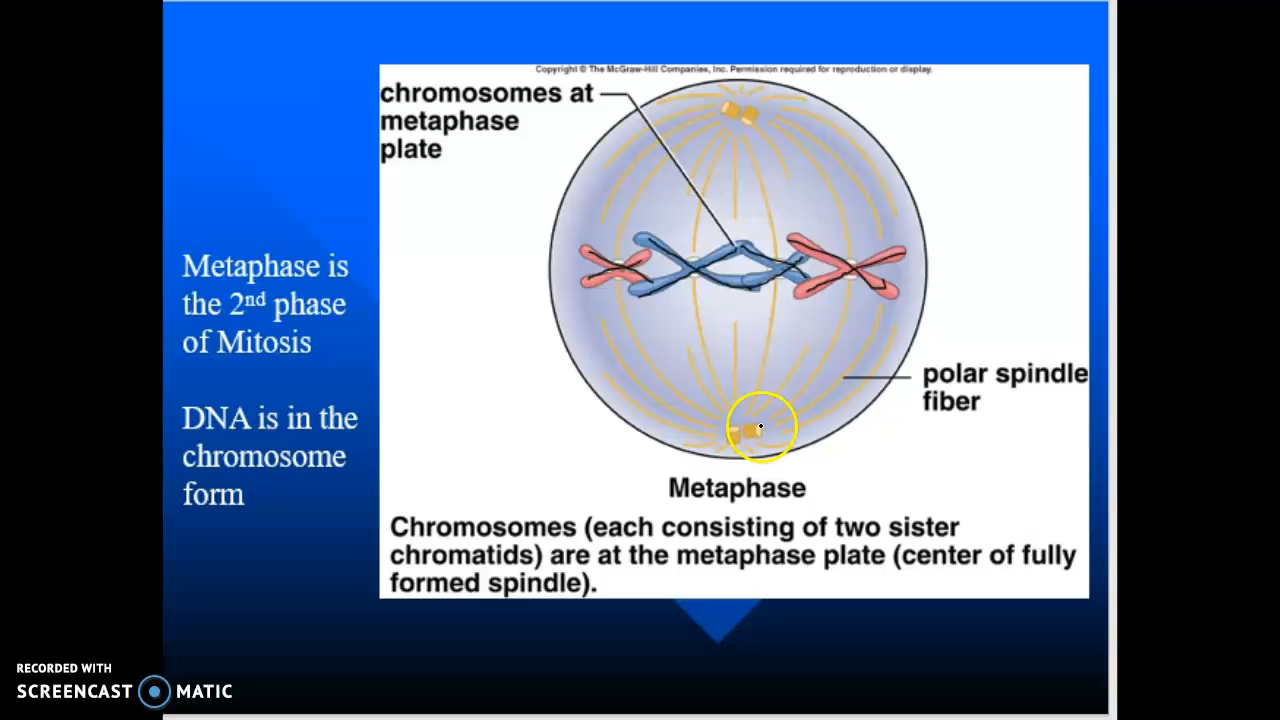 Copyright © The McGraw-Hill Companies, Inc. Permission required for reproduction or display.
chromosomes at
metaphase
plate
Metaphase is
the 2nd phase
of Mitosis
DNA is in the
chromosome
form
polar spindle
fiber
Metaphase
Chromosomes (each consisting of two sister
chromatids) are at the metaphase plate (center of fully
formed spindle).
RECORDED WITH
SCREENCAST MATIC